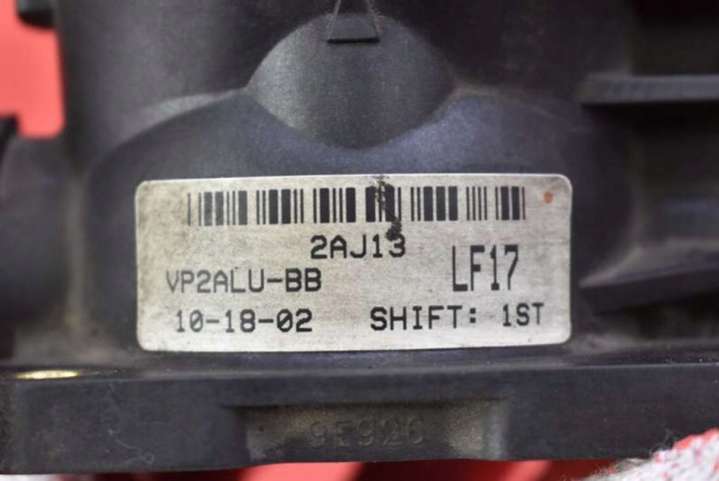 2AJ13
VP2ALU-BB LF17
10-18-02 SHIFT: 1ST